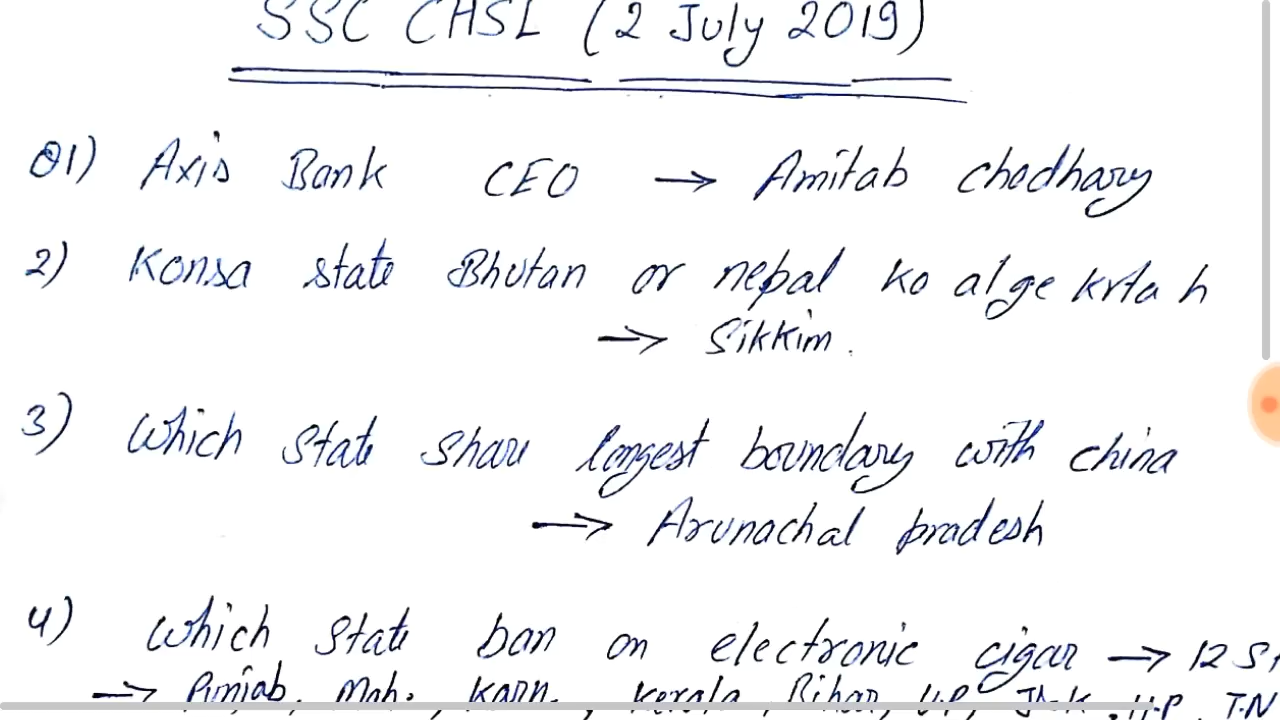 SSC CHSL (2 July 2019)
Q1) Axis Bank CEO → Amitab chodhary
2) Konsa state Bhutan or nepal ko alge krta h
→ Sikkim.
3) Which state share longest boundary with china
→ Arunachal pradesh
4) Which state ban on electronic cigar → 12 St
→ Punjab, Mah., Karn., Kerala, Bihar, U.P, J&K, H.P, T.N